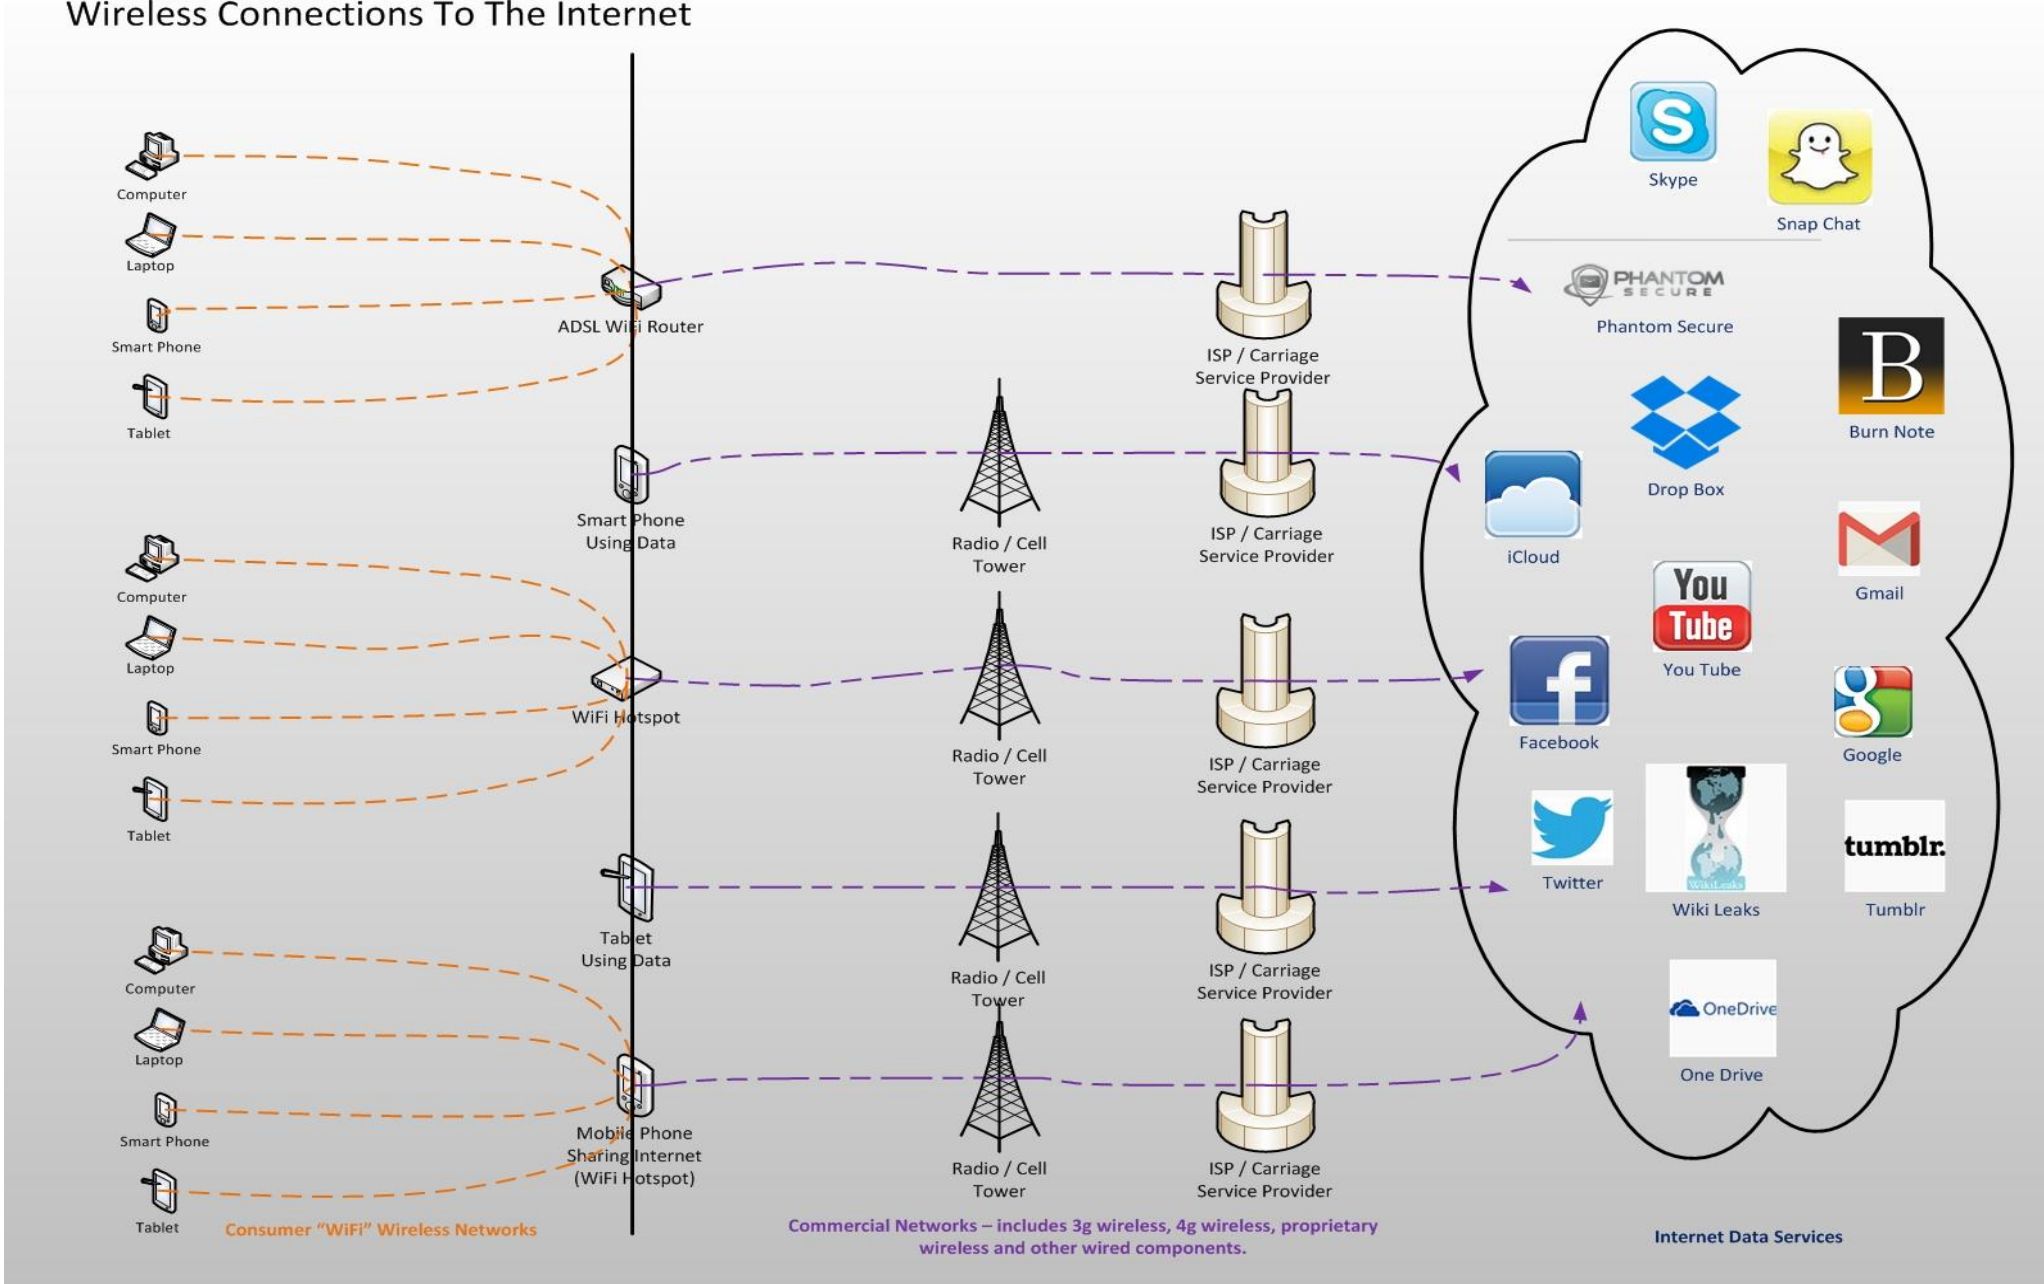 Wireless Connections To The Internet
Computer
Laptop
Smart Phone
Tablet
ADSL WiFi Router
ISP / Carriage
Service Provider
Smart Phone
Using Data
Radio / Cell
Tower
ISP / Carriage
Service Provider
Computer
Laptop
Smart Phone
Tablet
WiFi Hotspot
Radio / Cell
Tower
ISP / Carriage
Service Provider
Tablet
Using Data
Radio / Cell
Tower
ISP / Carriage
Service Provider
Computer
Laptop
Smart Phone
Tablet
Mobile Phone
Sharing Internet
(WiFi Hotspot)
Radio / Cell
Tower
ISP / Carriage
Service Provider
S
Skype
Snap Chat
PHANTOM
SECURE
Phantom Secure
B
Burn Note
Drop Box
iCloud
Gmail
You
Tube
You Tube
f
Facebook
g
Google
Twitter
WikiLeaks
Wiki Leaks
tumblr.
Tumblr
OneDrive
One Drive
Consumer “WiFi” Wireless Networks
Commercial Networks – includes 3g wireless, 4g wireless, proprietary
wireless and other wired components.
Internet Data Services